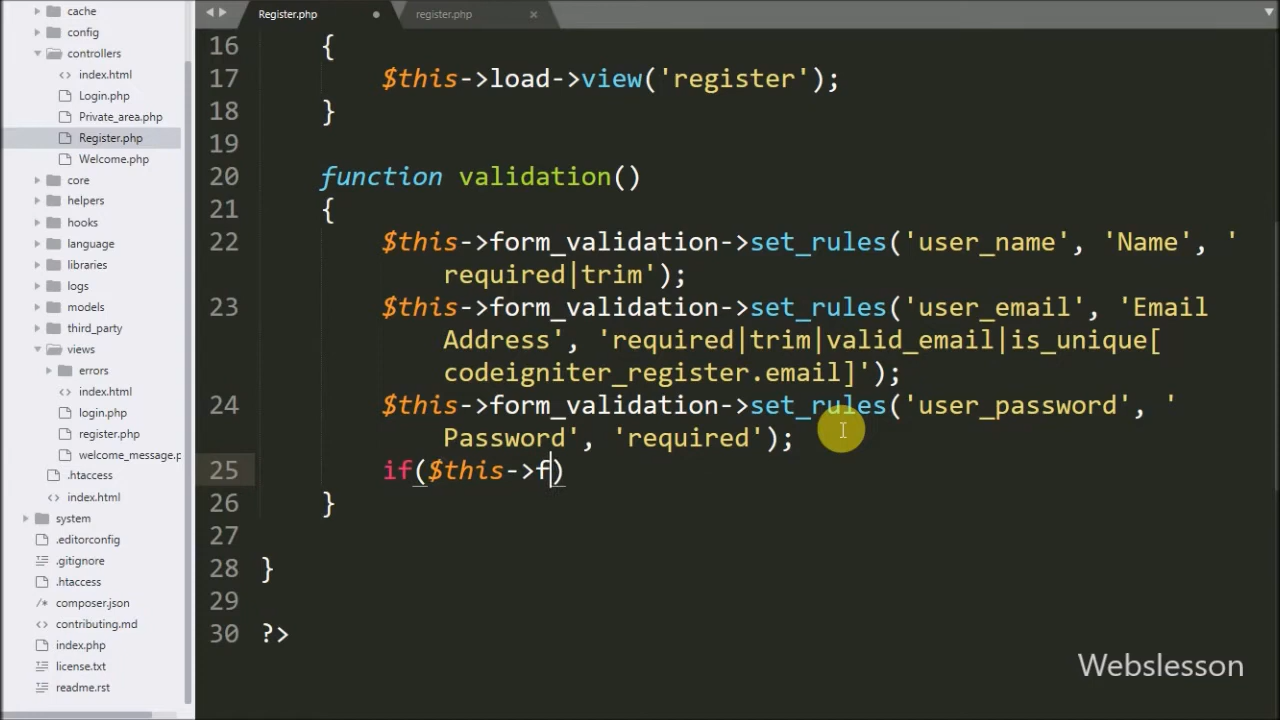 Register.php
register.php
cache
config
controllers
index.html
Login.php
Private_area.php
Register.php
Welcome.php
core
helpers
hooks
language
libraries
logs
models
third_party
views
errors
index.html
login.php
register.php
welcome_message.p
.htaccess
index.html
system
.editorconfig
.gitignore
.htaccess
composer.json
contributing.md
index.php
license.txt
readme.rst
16 {
17 $this->load->view('register');
18 }
19
20 function validation()
21 {
22 $this->form_validation->set_rules('user_name', 'Name', '
required|trim');
23 $this->form_validation->set_rules('user_email', 'Email
Address', 'required|trim|valid_email|is_unique[
codeigniter_register.email]');
24 $this->form_validation->set_rules('user_password', '
Password', 'required');
25 if($this->f)
26 }
27
28 }
29
30 ?>
Webslesson